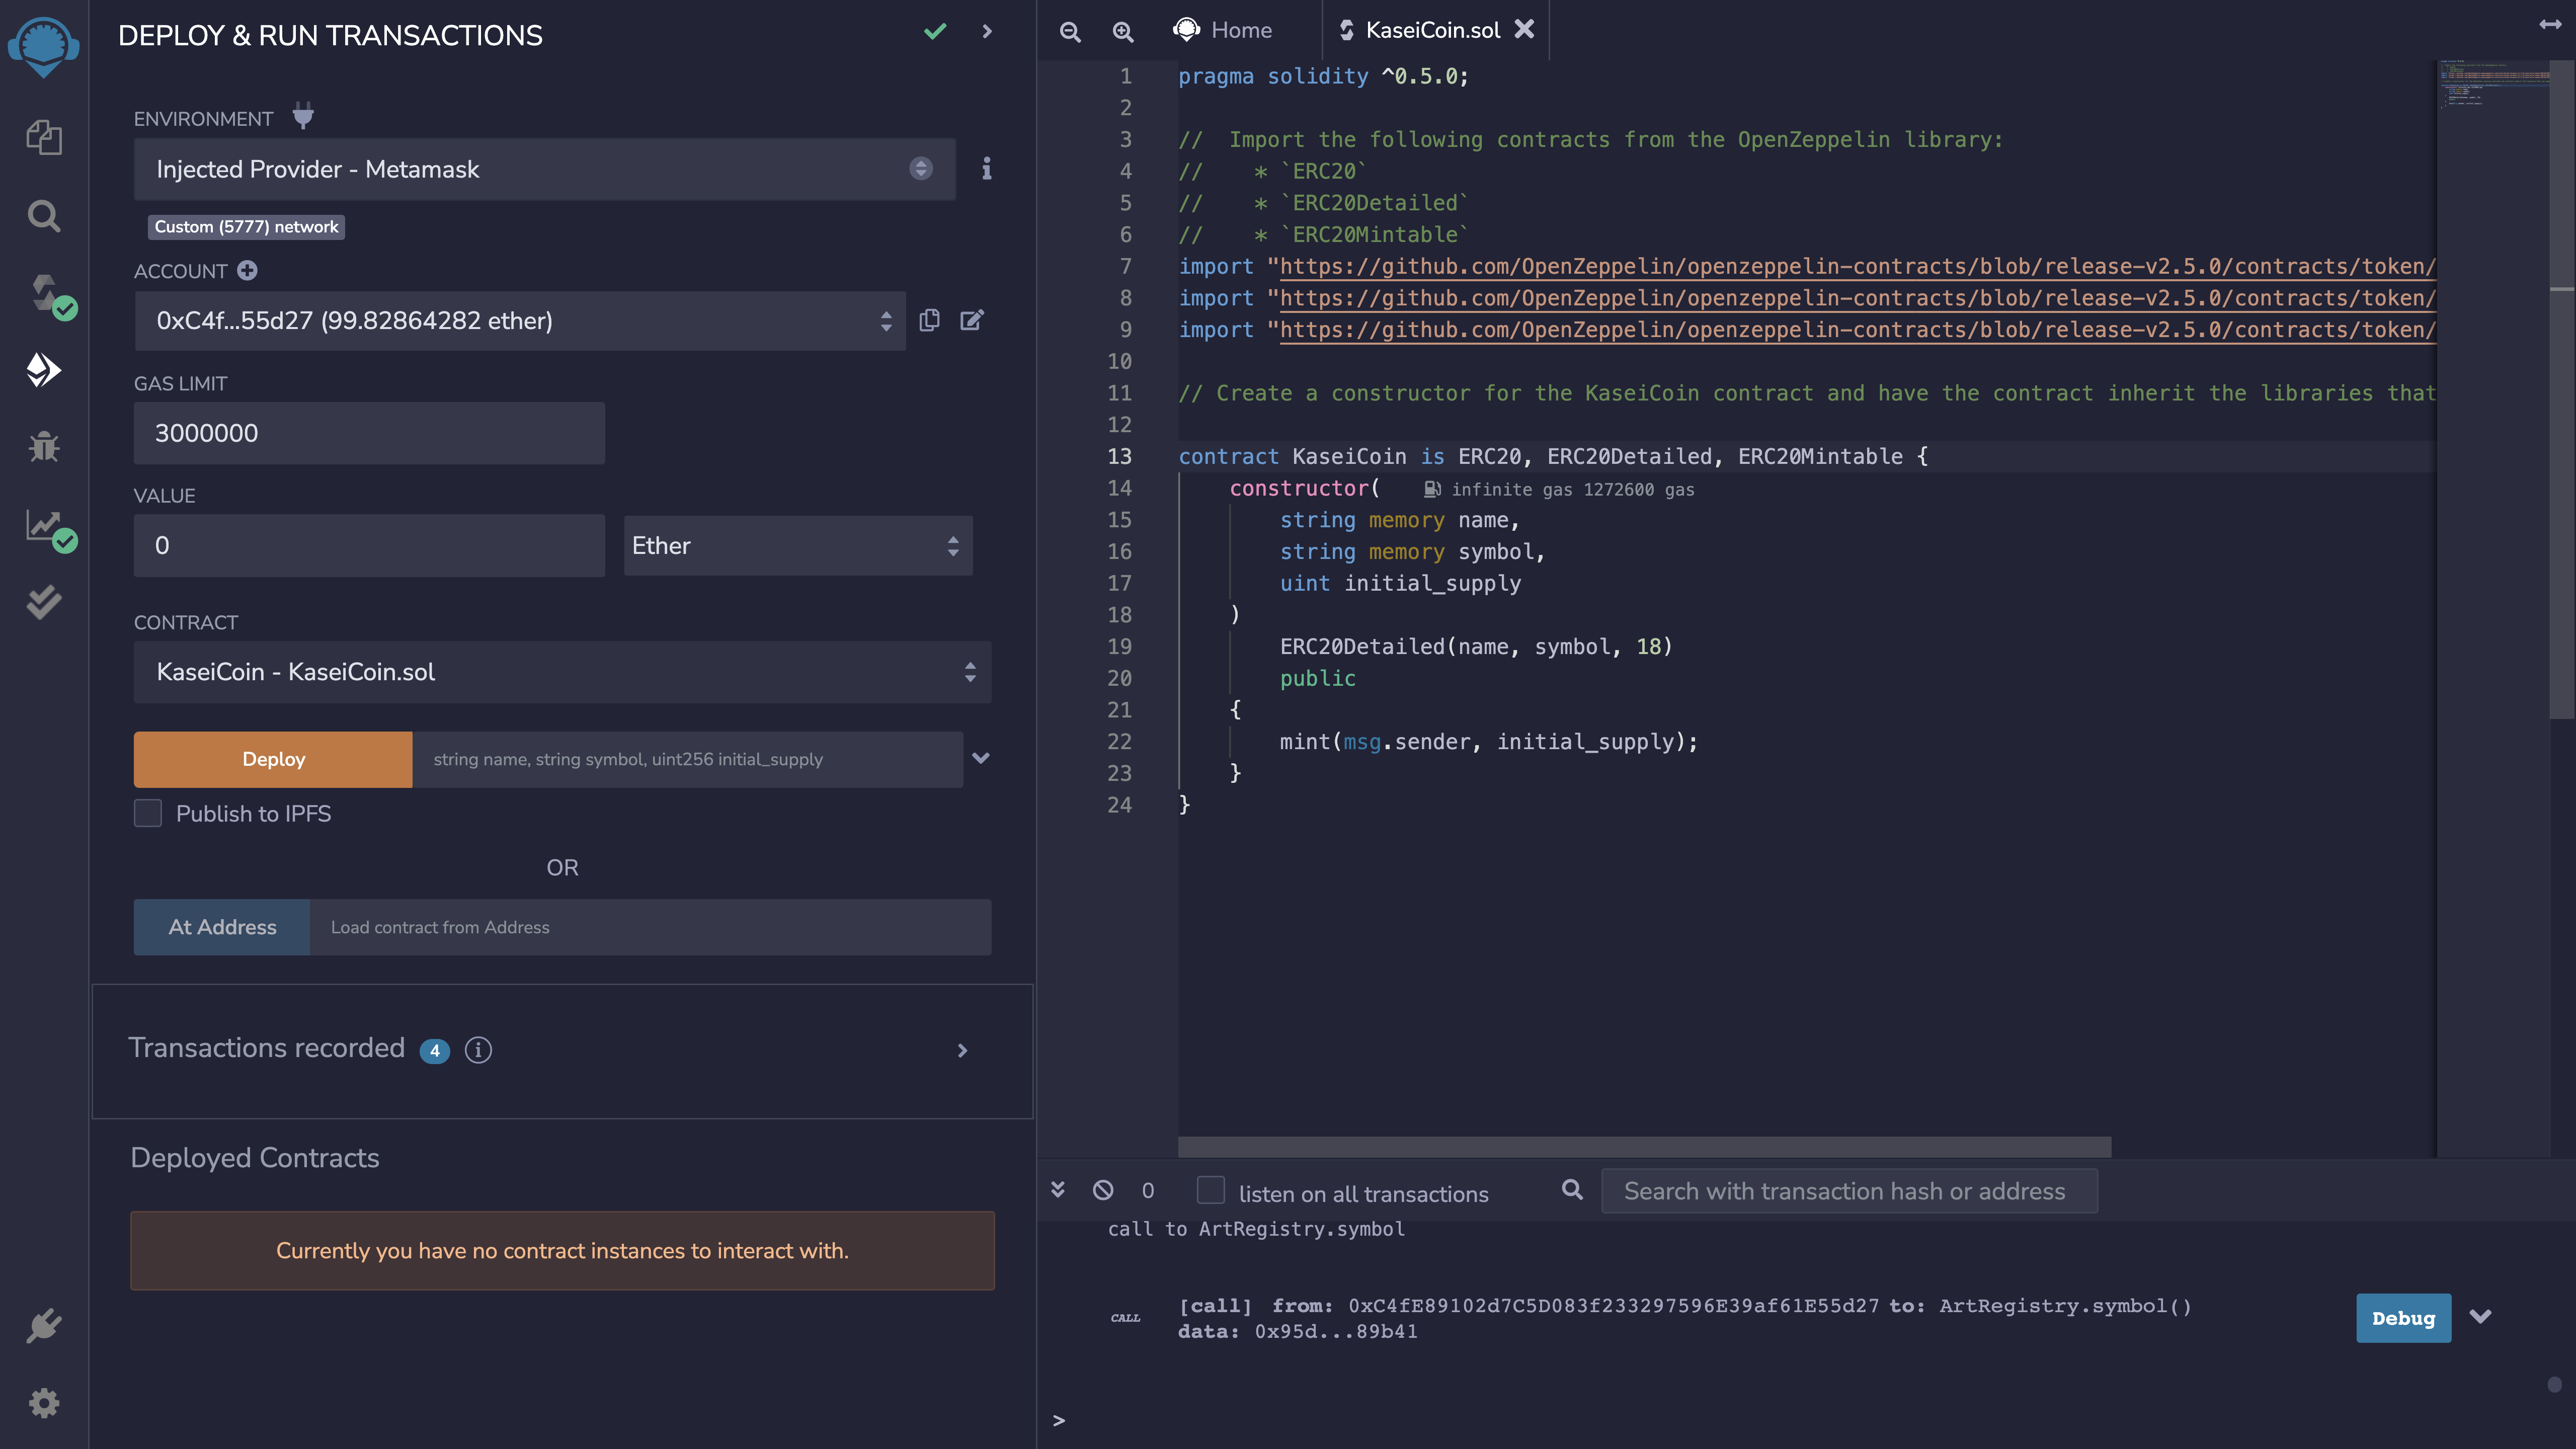 DEPLOY & RUN TRANSACTIONS
ENVIRONMENT
Injected Provider - Metamask
Custom (5777) network
ACCOUNT
0xC4f...55d27 (99.82864282 ether)
GAS LIMIT
3000000
VALUE
0
Ether
CONTRACT
KaseiCoin - KaseiCoin.sol
Deploy
string name, string symbol, uint256 initial_supply
Publish to IPFS
OR
At Address
Load contract from Address
Transactions recorded 4
Deployed Contracts
Currently you have no contract instances to interact with.
Home
KaseiCoin.sol
1 pragma solidity ^0.5.0;
2
3 //  Import the following contracts from the OpenZeppelin library:
4 //    * `ERC20`
5 //    * `ERC20Detailed`
6 //    * `ERC20Mintable`
7 import "https://github.com/OpenZeppelin/openzeppelin-contracts/blob/release-v2.5.0/contracts/token/
8 import "https://github.com/OpenZeppelin/openzeppelin-contracts/blob/release-v2.5.0/contracts/token/
9 import "https://github.com/OpenZeppelin/openzeppelin-contracts/blob/release-v2.5.0/contracts/token/
10
11 // Create a constructor for the KaseiCoin contract and have the contract inherit the libraries that
12
13 contract KaseiCoin is ERC20, ERC20Detailed, ERC20Mintable {
14 constructor( infinite gas 1272600 gas
15 string memory name,
16 string memory symbol,
17 uint initial_supply
18 )
19 ERC20Detailed(name, symbol, 18)
20 public
21 {
22 mint(msg.sender, initial_supply);
23 }
24 }
0
listen on all transactions
Search with transaction hash or address
call to ArtRegistry.symbol
CALL
[call] from: 0xC4fE89102d7C5D083f233297596E39af61E55d27 to: ArtRegistry.symbol()
data: 0x95d...89b41
Debug
>